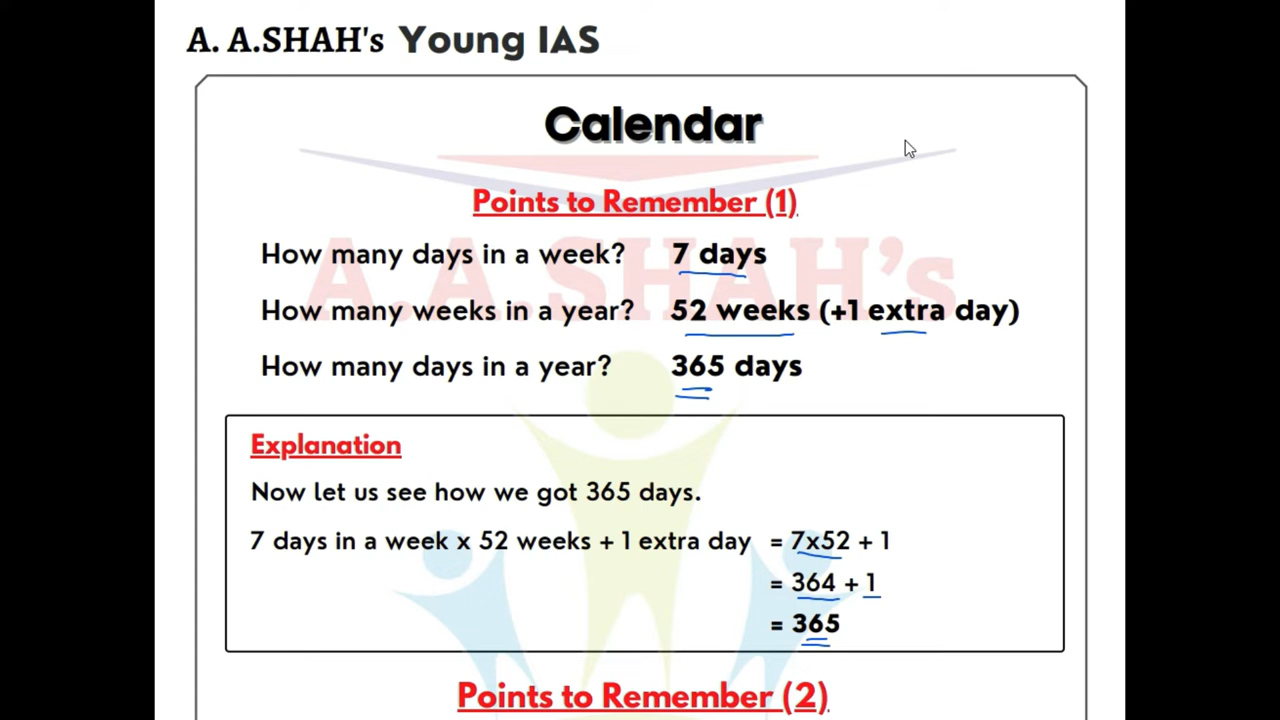 A. A.SHAH's Young IAS
Calendar
Points to Remember (1)
A.A.SHAH's
How many days in a week? 7 days
How many weeks in a year? 52 weeks (+1 extra day)
How many days in a year? 365 days
Explanation
Now let us see how we got 365 days.
7 days in a week x 52 weeks + 1 extra day = 7x52 + 1
= 364 + 1
= 365
Points to Remember (2)